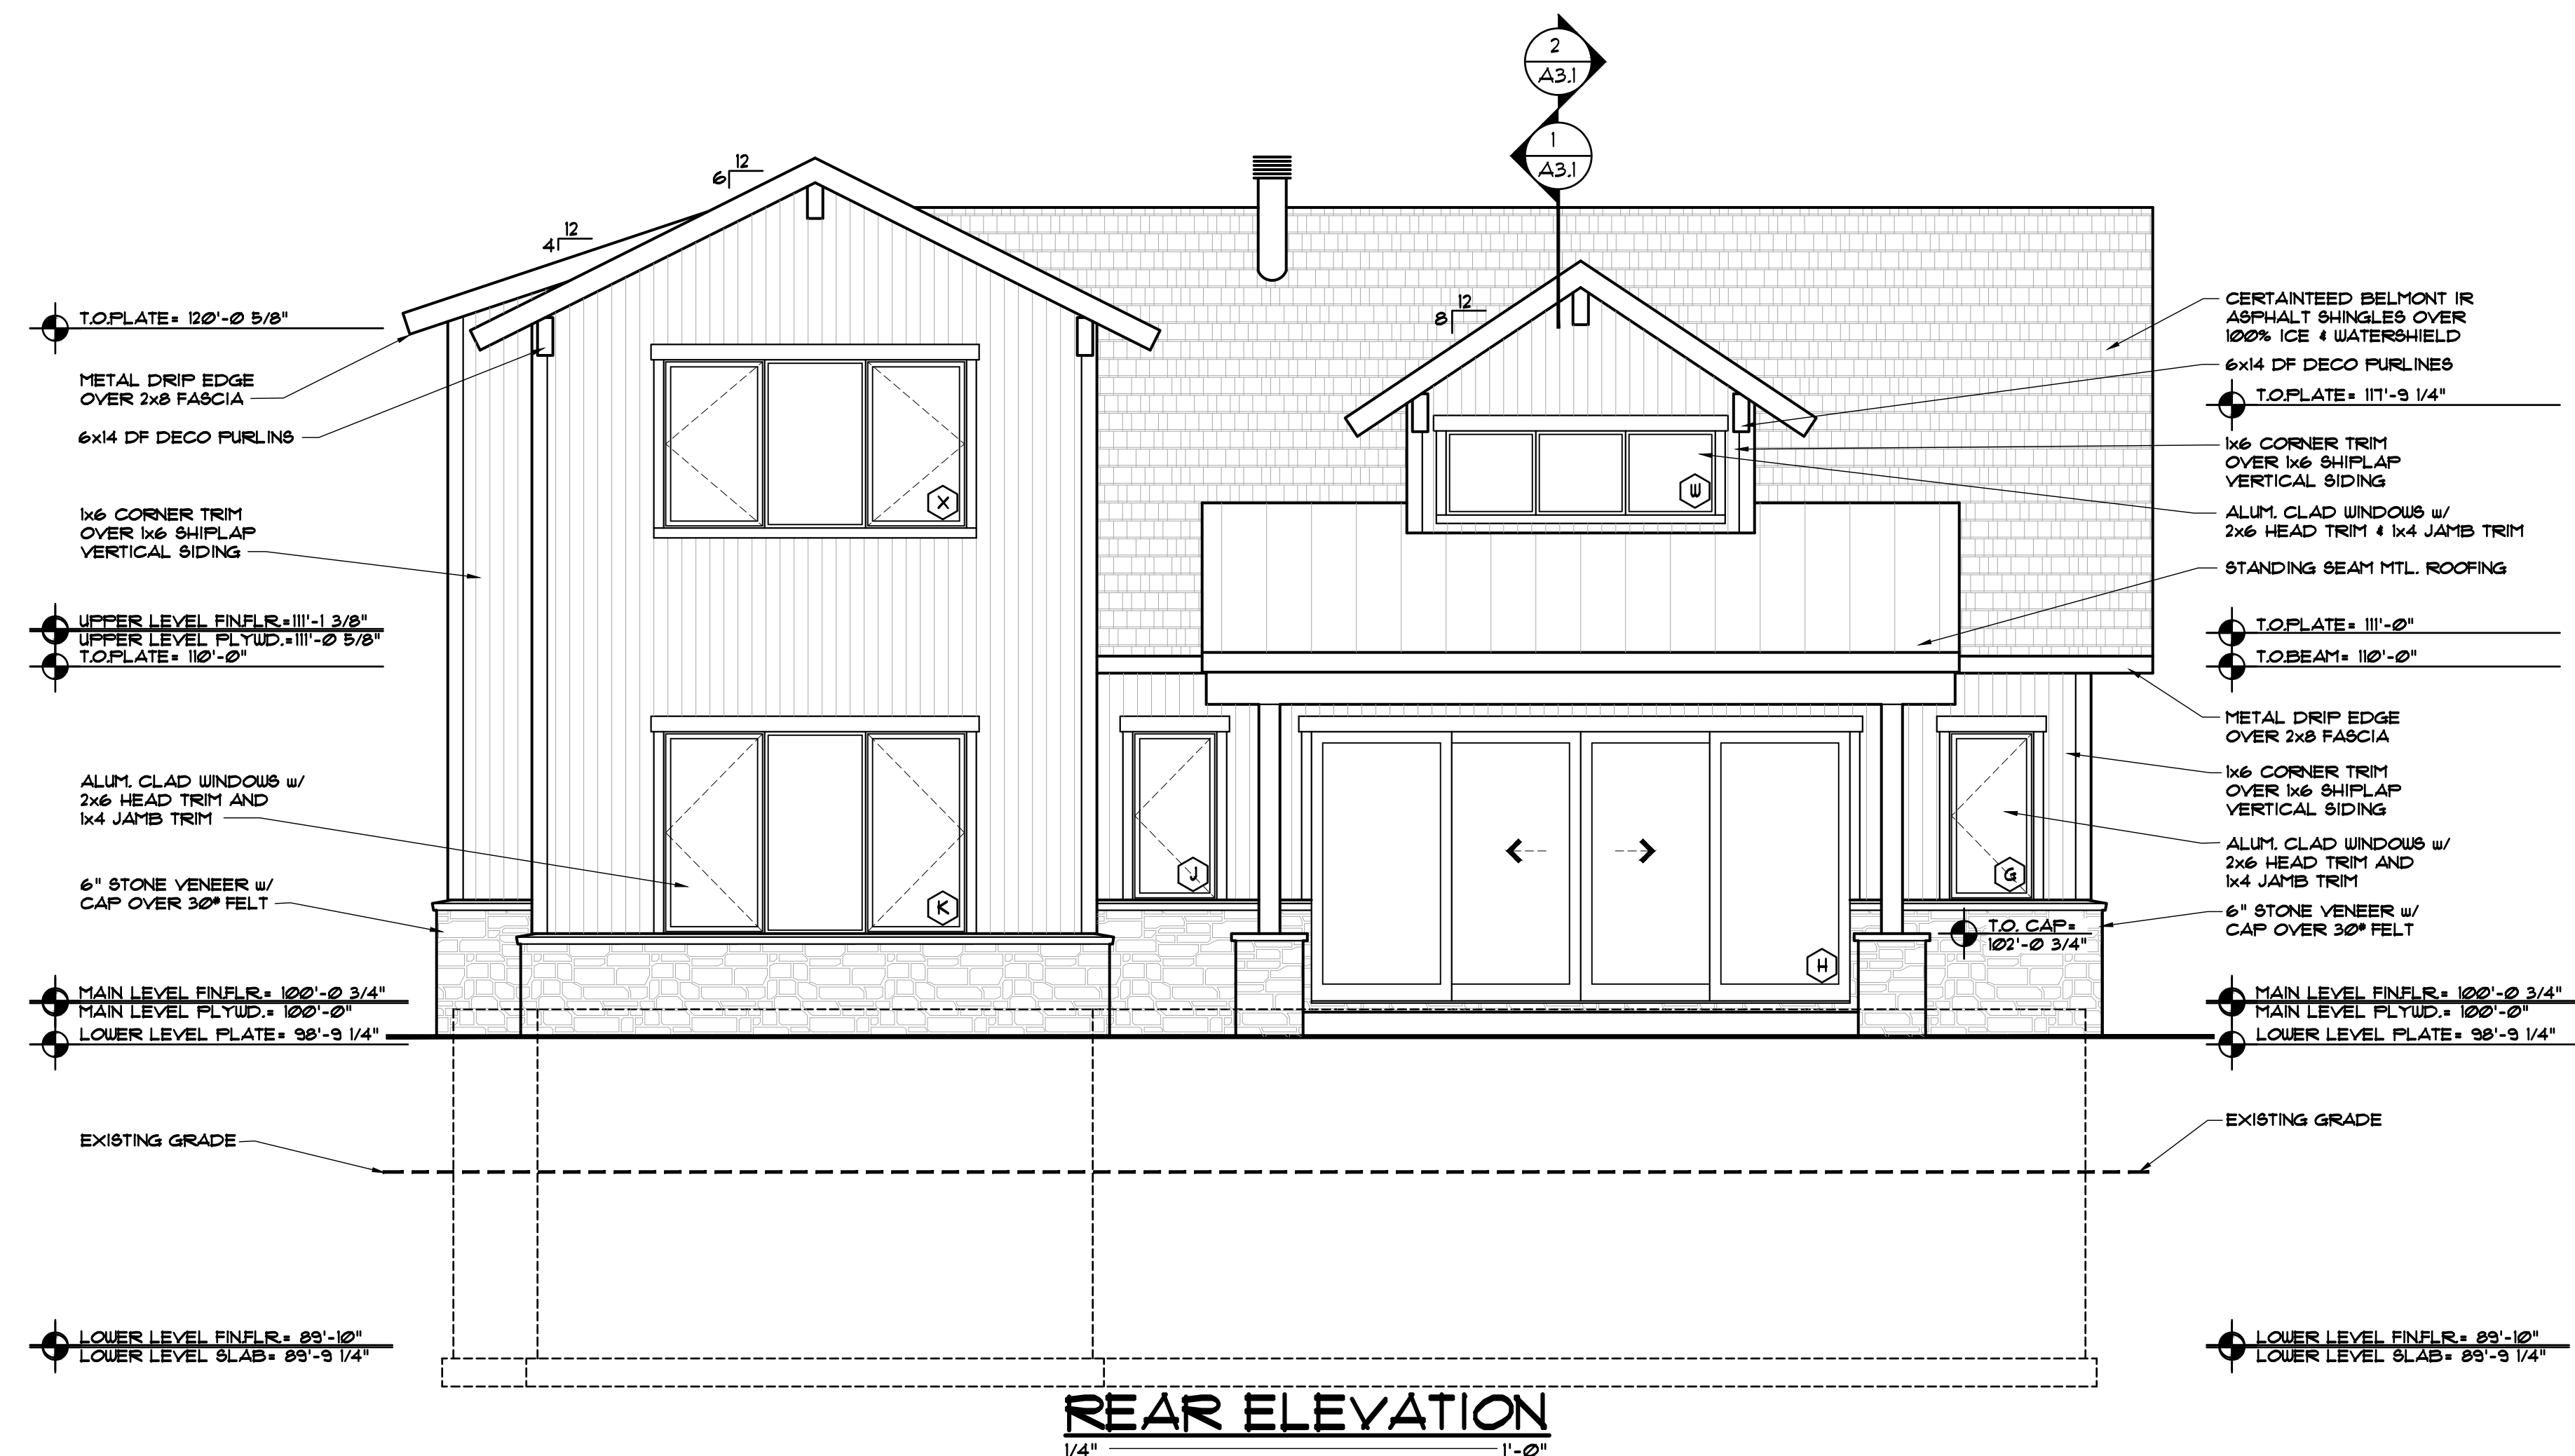 2
A3.1
1
A3.1
12
6
12
4
12
8
T.O.PLATE= 120'-0 5/8"
METAL DRIP EDGE
OVER 2x8 FASCIA
6x14 DF DECO PURLINS
1x6 CORNER TRIM
OVER 1x6 SHIPLAP
VERTICAL SIDING
UPPER LEVEL FIN.FLR.=111'-1 3/8"
UPPER LEVEL PLYWD.=111'-0 5/8"
T.O.PLATE= 110'-0"
ALUM. CLAD WINDOWS w/
2x6 HEAD TRIM AND
1x4 JAMB TRIM
6" STONE VENEER w/
CAP OVER 30# FELT
MAIN LEVEL FIN.FLR.= 100'-0 3/4"
MAIN LEVEL PLYWD.= 100'-0"
LOWER LEVEL PLATE= 98'-9 1/4"
EXISTING GRADE
LOWER LEVEL FIN.FLR.= 89'-10"
LOWER LEVEL SLAB= 89'-9 1/4"
X
W
K
J
H
G
T.O. CAP=
102'-0 3/4"
CERTAINTEED BELMONT IR
ASPHALT SHINGLES OVER
100% ICE & WATERSHIELD
6x14 DF DECO PURLINES
T.O.PLATE= 117'-9 1/4"
1x6 CORNER TRIM
OVER 1x6 SHIPLAP
VERTICAL SIDING
ALUM. CLAD WINDOWS w/
2x6 HEAD TRIM & 1x4 JAMB TRIM
STANDING SEAM MTL. ROOFING
T.O.PLATE= 111'-0"
T.O.BEAM= 110'-0"
METAL DRIP EDGE
OVER 2x8 FASCIA
1x6 CORNER TRIM
OVER 1x6 SHIPLAP
VERTICAL SIDING
ALUM. CLAD WINDOWS w/
2x6 HEAD TRIM AND
1x4 JAMB TRIM
6" STONE VENEER w/
CAP OVER 30# FELT
MAIN LEVEL FIN.FLR.= 100'-0 3/4"
MAIN LEVEL PLYWD.= 100'-0"
LOWER LEVEL PLATE= 98'-9 1/4"
EXISTING GRADE
LOWER LEVEL FIN.FLR.= 89'-10"
LOWER LEVEL SLAB= 89'-9 1/4"
REAR ELEVATION
1/4" 1'-0"